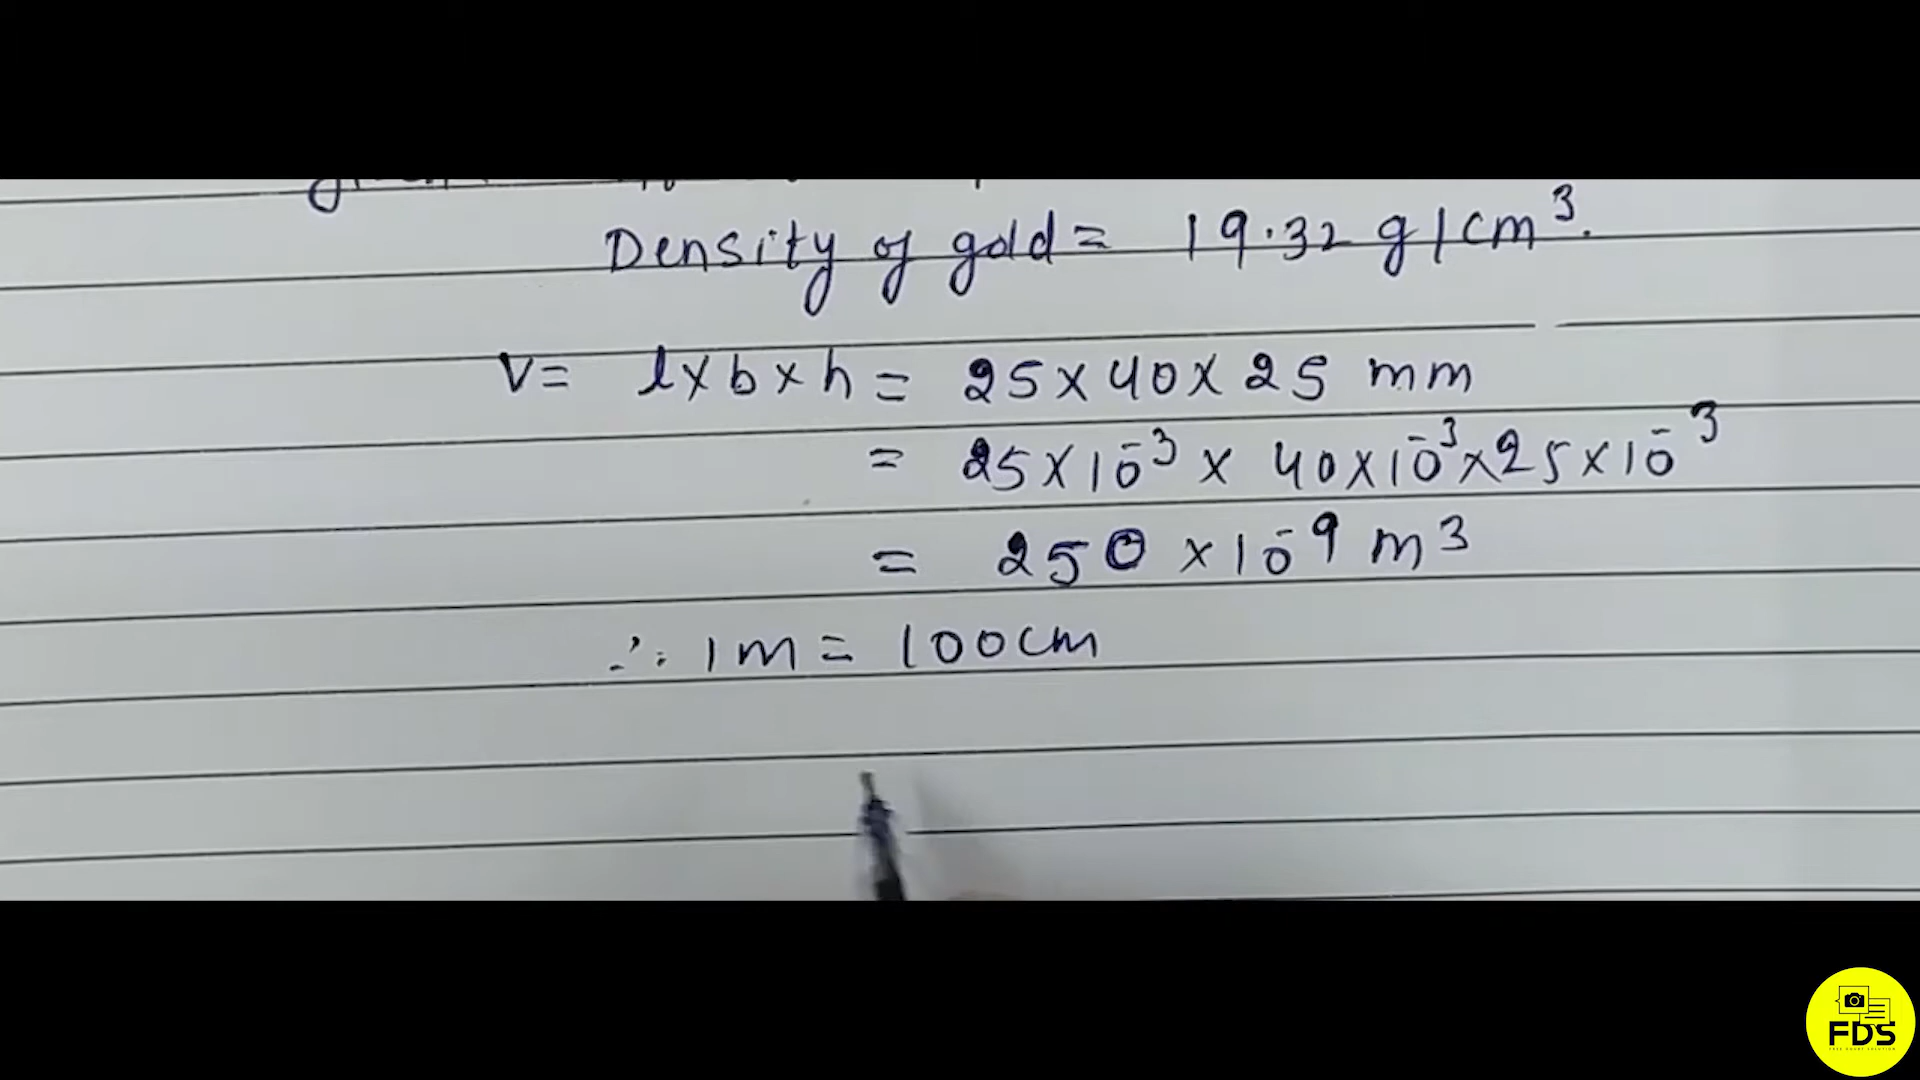 Density of gold = 19.32 g/cm³.
V = l×b×h = 25×40×25 mm
= 25×10⁻³ × 40×10⁻³×25×10⁻³
= 250 ×10⁻⁹ m³
∴ 1m = 100cm
FDS